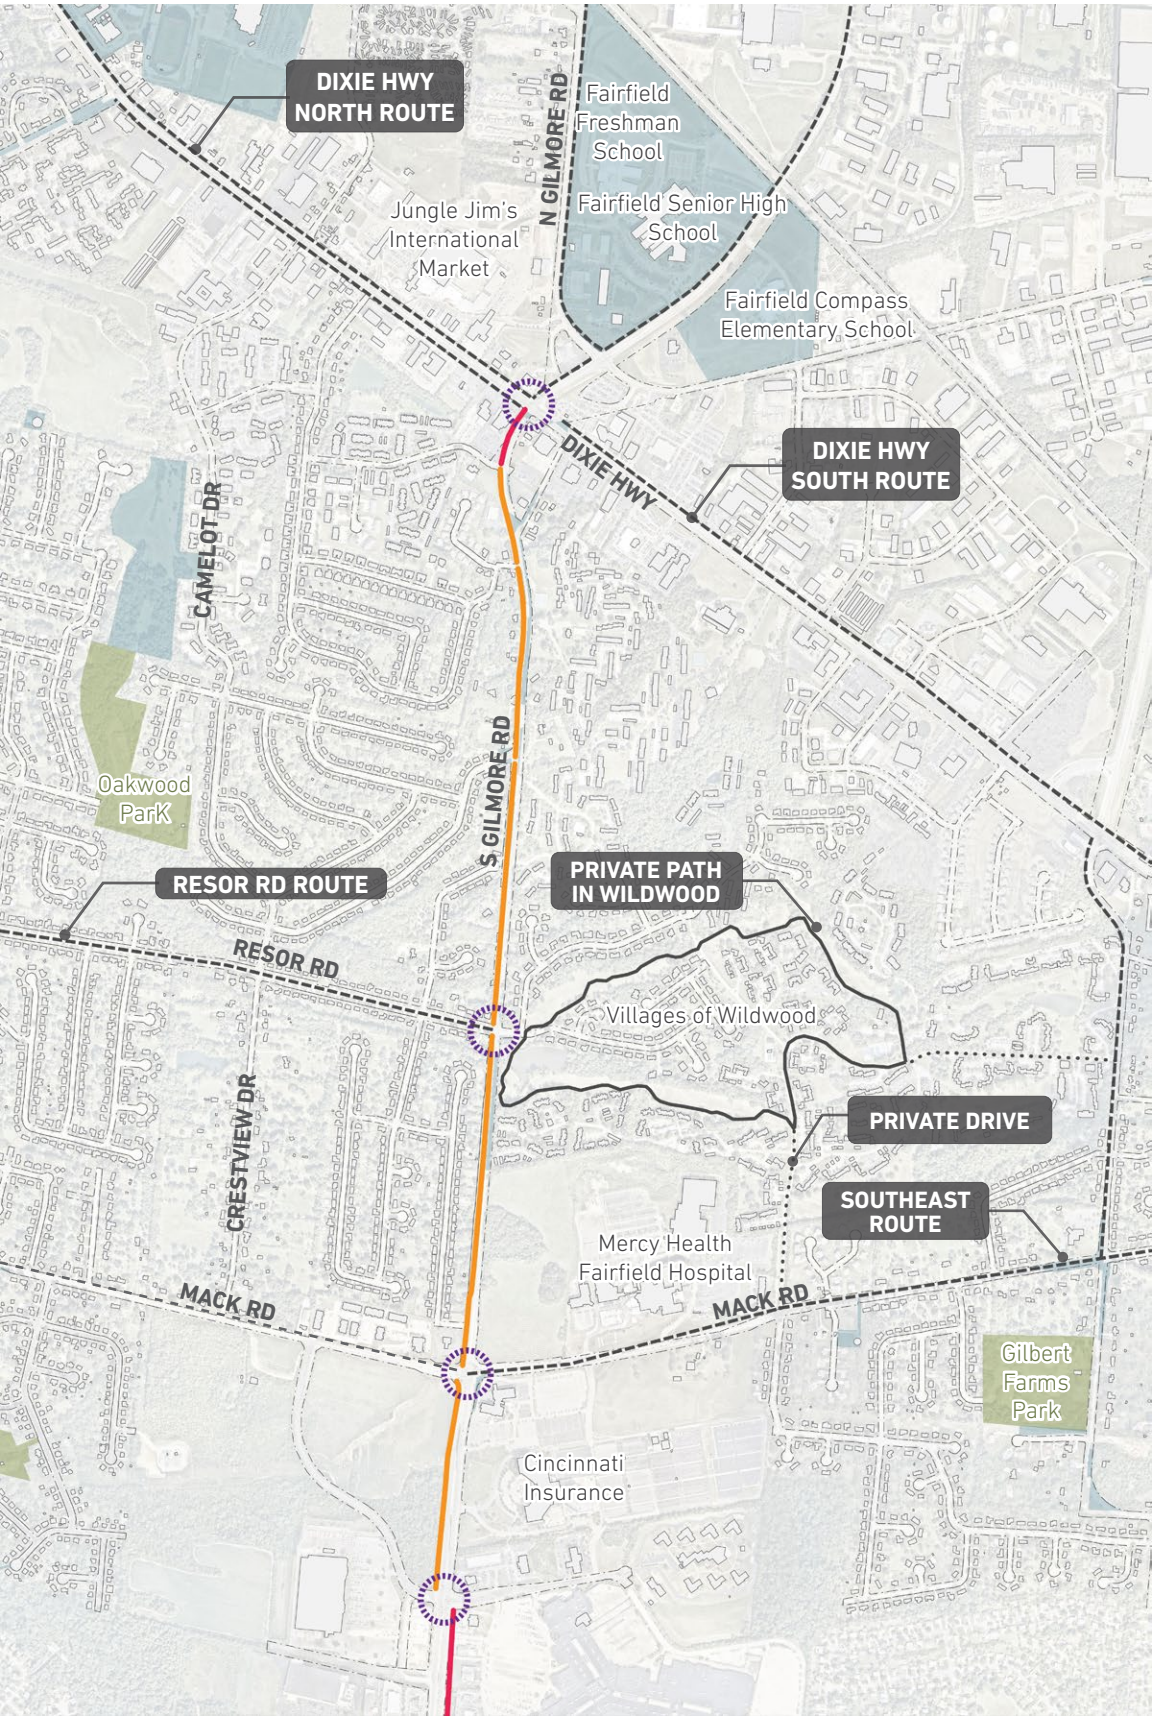 DIXIE HWY
NORTH ROUTE
N GILMORE RD
Fairfield
Freshman
School
Fairfield Senior High
School
Jungle Jim's
International
Market
Fairfield Compass
Elementary School
DIXIE HWY
DIXIE HWY
SOUTH ROUTE
CAMELOT DR
S GILMORE RD
Oakwood
ParK
RESOR RD ROUTE
PRIVATE PATH
IN WILDWOOD
RESOR RD
Villages of Wildwood
CRESTVIEW DR
PRIVATE DRIVE
SOUTHEAST
ROUTE
Mercy Health
Fairfield Hospital
MACK RD
MACK RD
Gilbert
Farms
Park
Cincinnati
Insurance